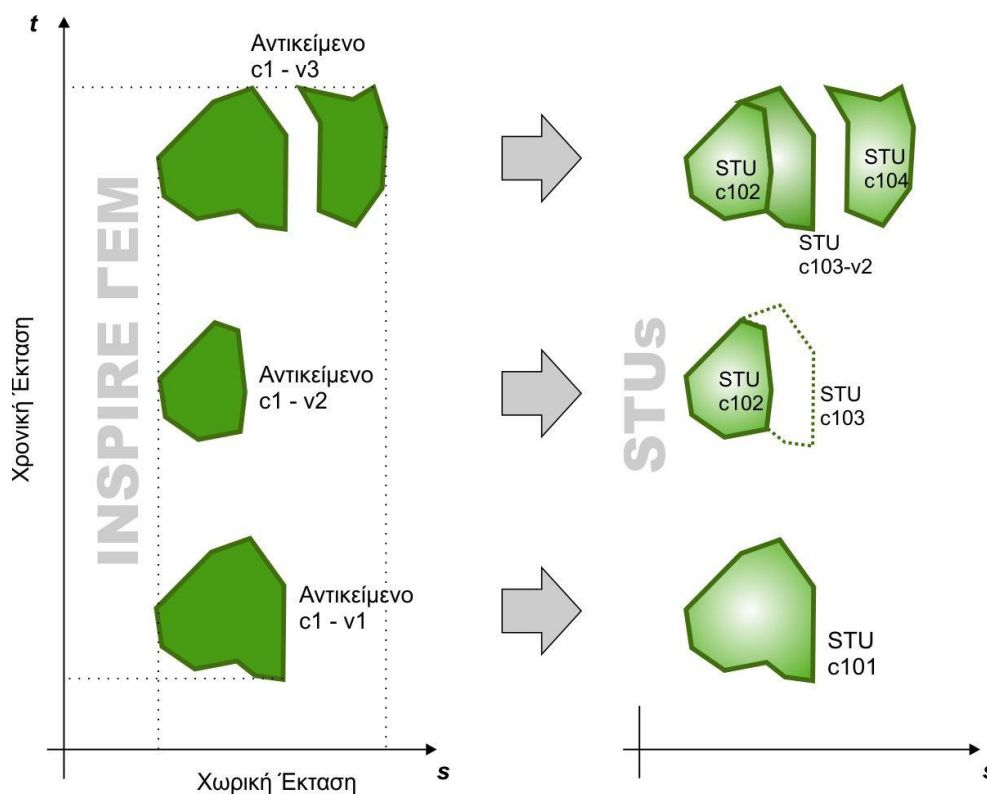 t
Αντικείμενο
c1 - v3
STU
c102
STU
c104
STU
c103-v2
INSPIRE ΓΕΜ
Χρονική Έκταση
Αντικείμενο
c1 - v2
STUs
STU
c102
STU
c103
Αντικείμενο
c1 - v1
STU
c101
s
Χωρική Έκταση
s